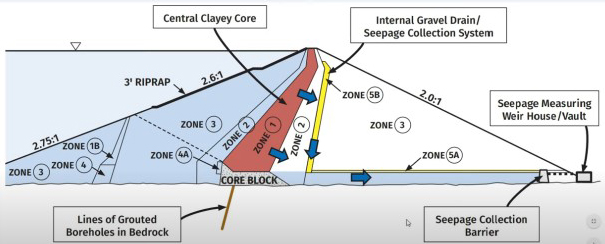 Central Clayey Core
Internal Gravel Drain/
Seepage Collection System
3' RIPRAP
2.6:1
ZONE 5B
2.0:1
Seepage Measuring
Weir House/Vault
2.75:1
ZONE 3
ZONE 2
ZONE 1
ZONE 2
ZONE 3
ZONE 1B
ZONE 4
ZONE 3
ZONE 4A
ZONE 5A
CORE BLOCK
Lines of Grouted
Boreholes in Bedrock
Seepage Collection
Barrier